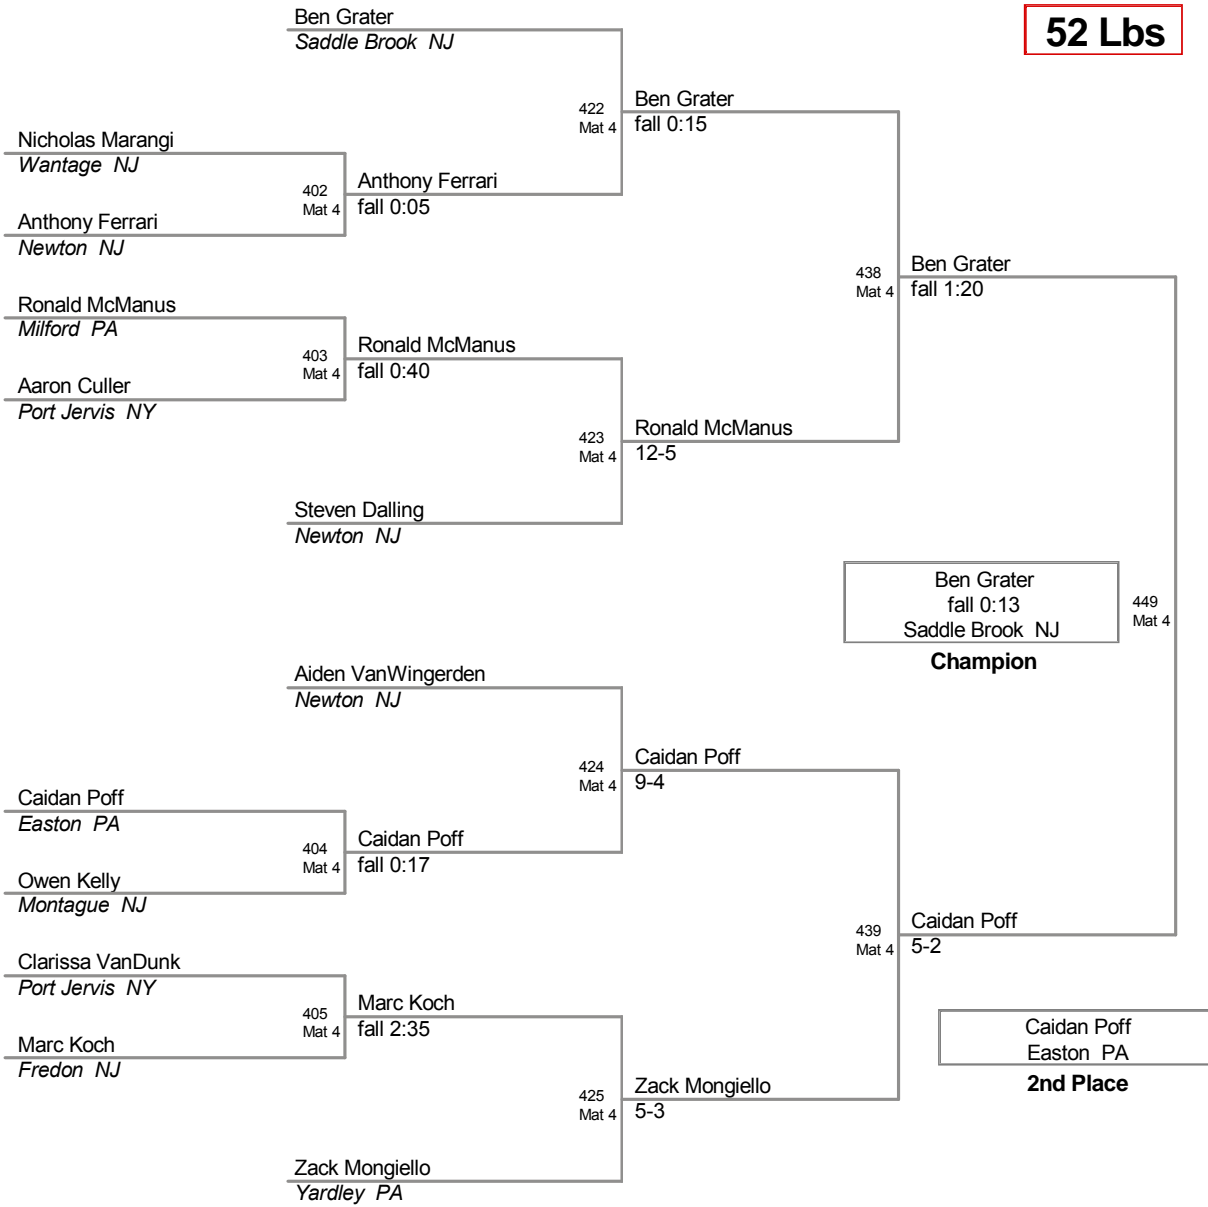 52 Lbs
Ben Grater
Saddle Brook NJ
422
Mat 4
Ben Grater
fall 0:15
Nicholas Marangi
Wantage NJ
402
Mat 4
Anthony Ferrari
fall 0:05
Anthony Ferrari
Newton NJ
438
Mat 4
Ben Grater
fall 1:20
Ronald McManus
Milford PA
403
Mat 4
Ronald McManus
fall 0:40
Aaron Culler
Port Jervis NY
423
Mat 4
Ronald McManus
12-5
Steven Dalling
Newton NJ
Ben Grater
fall 0:13
Saddle Brook NJ
Champion
449
Mat 4
Aiden VanWingerden
Newton NJ
424
Mat 4
Caidan Poff
9-4
Caidan Poff
Easton PA
404
Mat 4
Caidan Poff
fall 0:17
Owen Kelly
Montague NJ
439
Mat 4
Caidan Poff
5-2
Clarissa VanDunk
Port Jervis NY
405
Mat 4
Marc Koch
fall 2:35
Marc Koch
Fredon NJ
Caidan Poff
Easton PA
2nd Place
425
Mat 4
Zack Mongiello
5-3
Zack Mongiello
Yardley PA